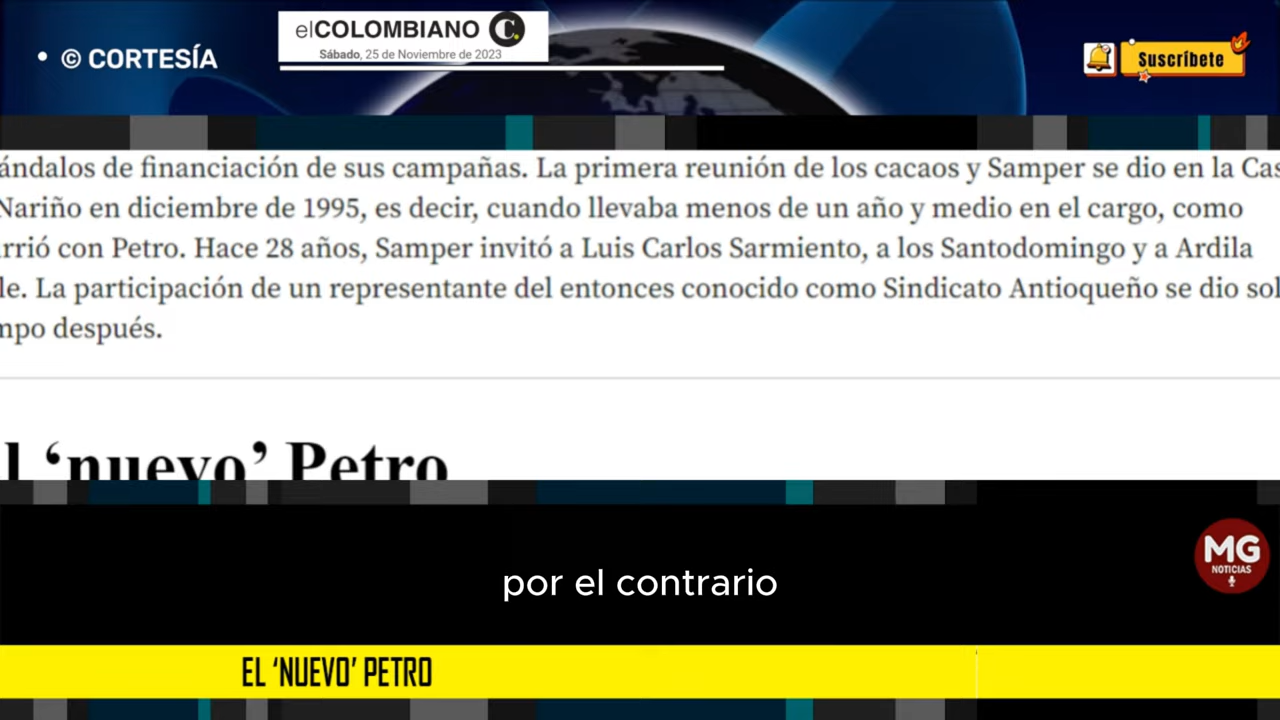 elCOLOMBIANO C.
Sábado, 25 de Noviembre de 2023
• © CORTESÍA
Suscríbete
ándalos de financiación de sus campañas. La primera reunión de los cacaos y Samper se dio en la Cas
Nariño en diciembre de 1995, es decir, cuando llevaba menos de un año y medio en el cargo, como
rrió con Petro. Hace 28 años, Samper invitó a Luis Carlos Sarmiento, a los Santodomingo y a Ardila
le. La participación de un representante del entonces conocido como Sindicato Antioqueño se dio sol
mpo después.
l ‘nuevo’ Petro
MG
NOTICIAS
por el contrario
EL ‘NUEVO’ PETRO